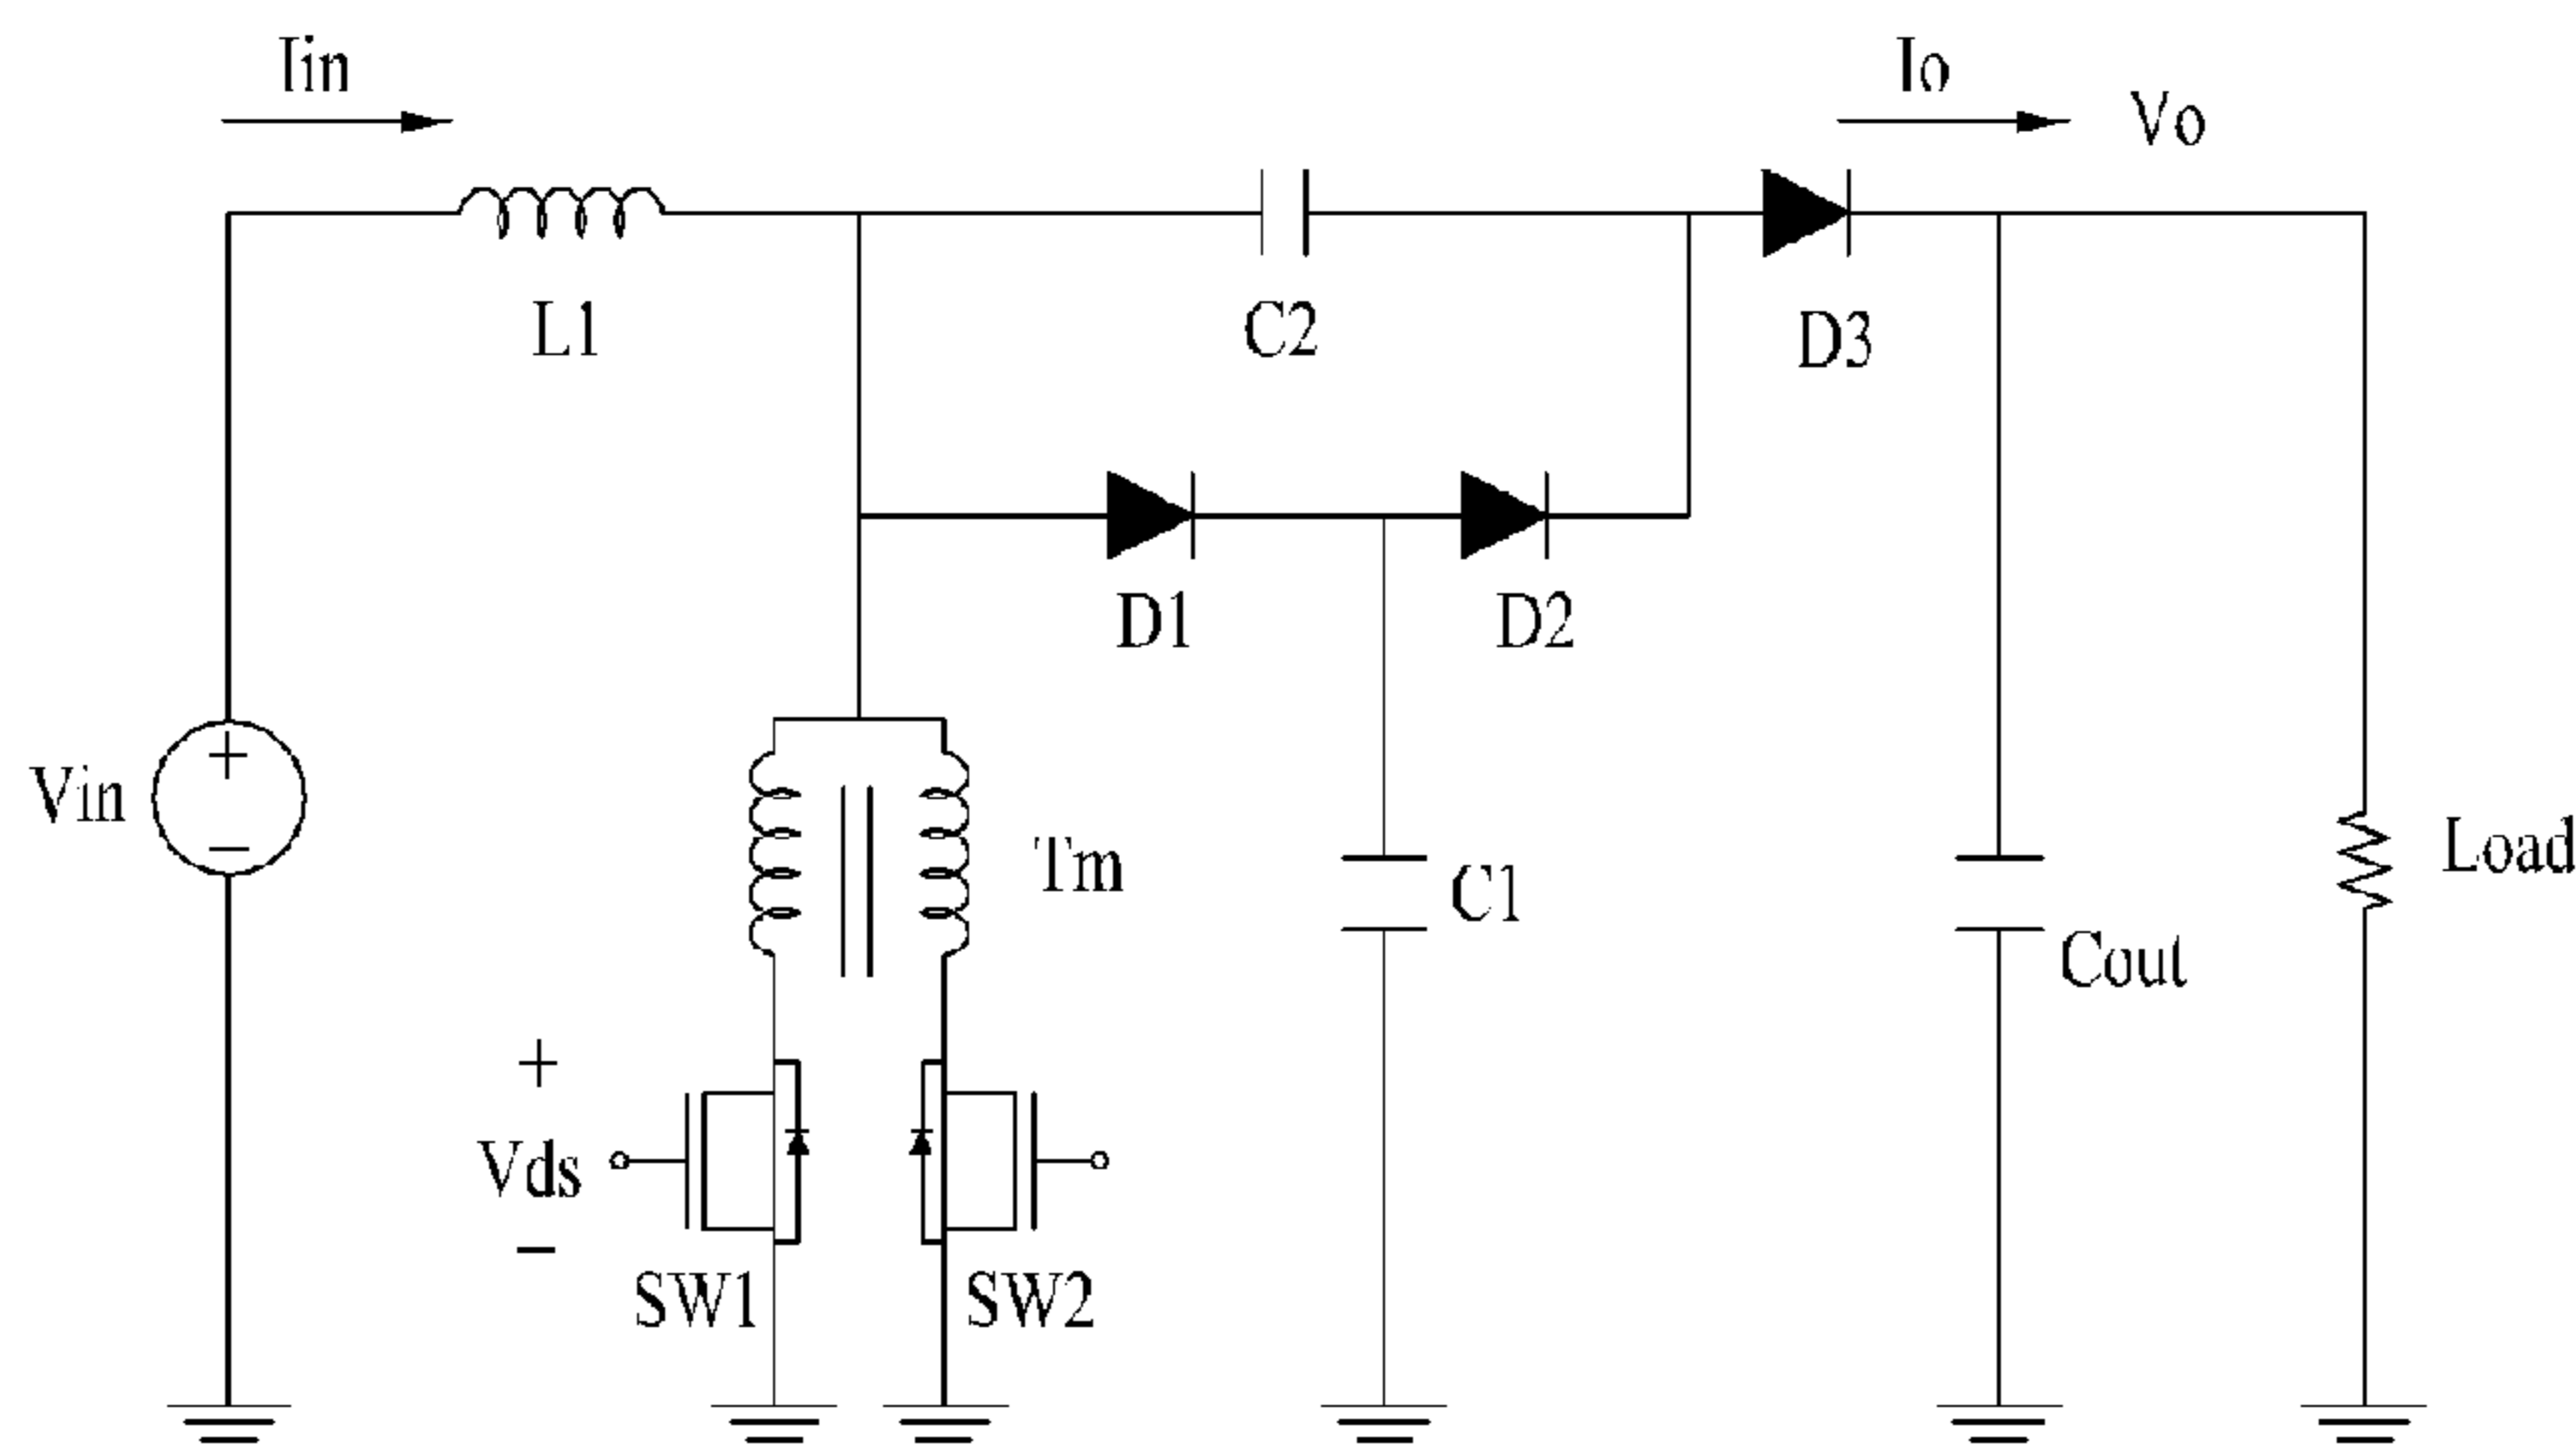 Iin
Io
Vo
L1
C2
D3
D1
D2
+
Vin
−
Tm
C1
Load
Cout
+
Vds
−
SW1
SW2